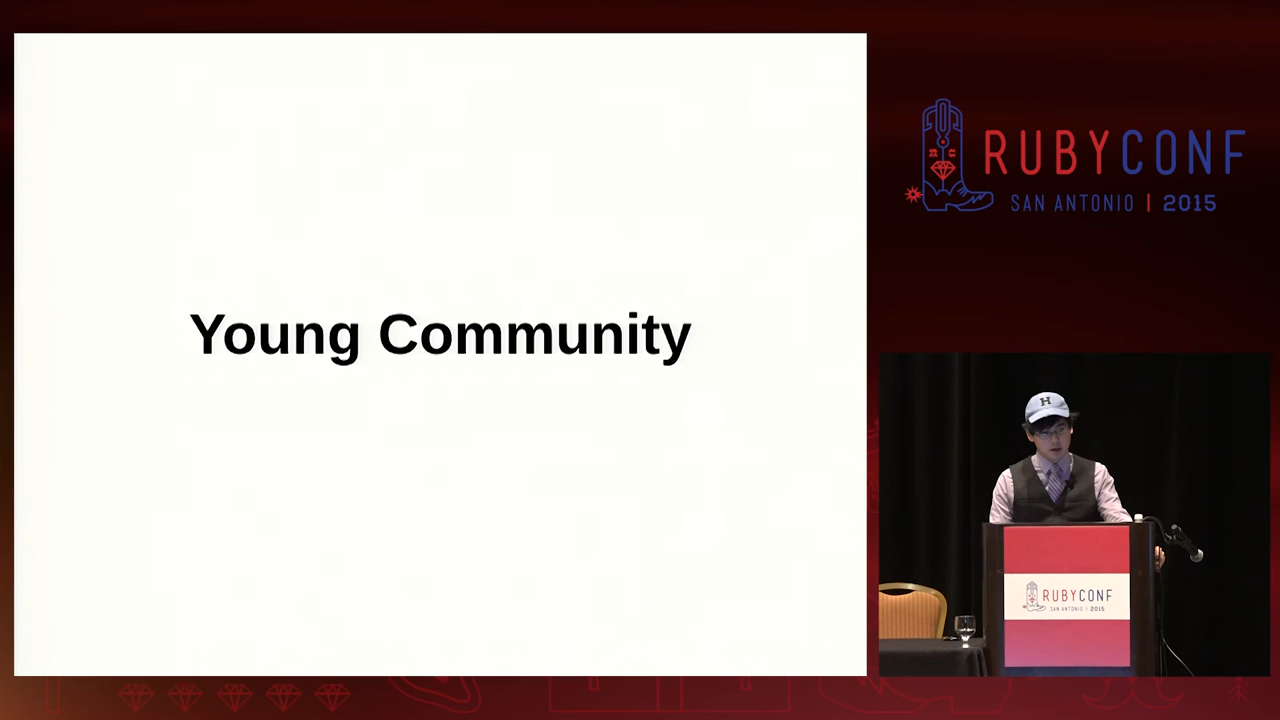 Young Community
RUBYCONF
SAN ANTONIO | 2015
H
RUBYCONF
SAN ANTONIO | 2015